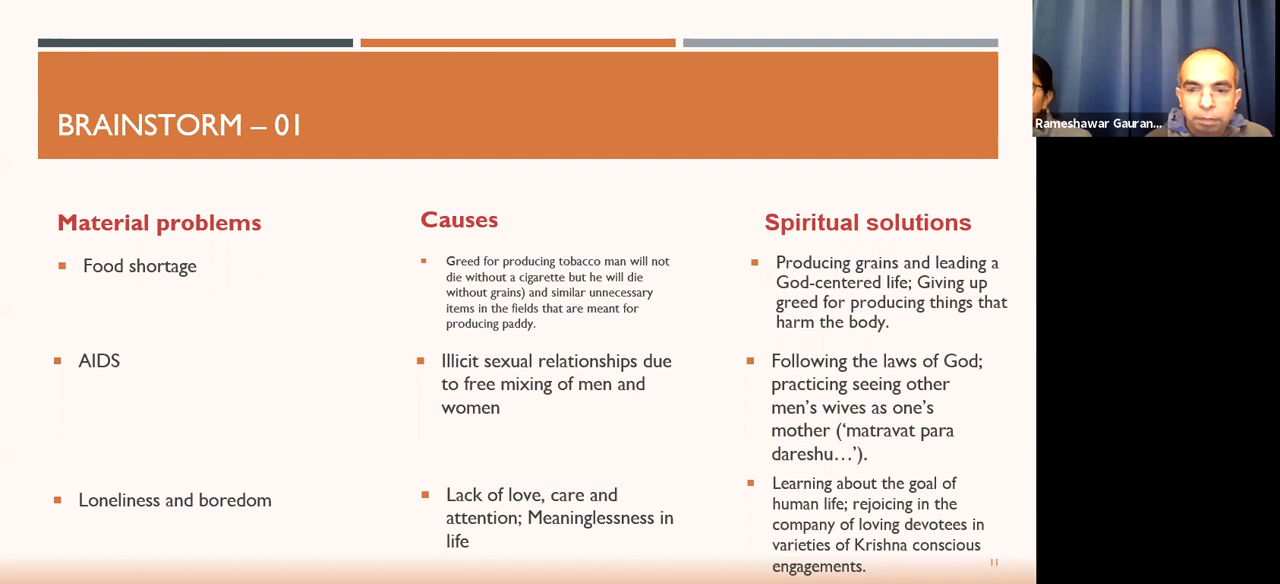 BRAINSTORM – 01
Material problems
Food shortage
AIDS
Loneliness and boredom
Causes
Greed for producing tobacco man will not
die without a cigarette but he will die
without grains) and similar unnecessary
items in the fields that are meant for
producing paddy.
Illicit sexual relationships due
to free mixing of men and
women
Lack of love, care and
attention; Meaninglessness in
life
Spiritual solutions
Producing grains and leading a
God-centered life; Giving up
greed for producing things that
harm the body.
Following the laws of God;
practicing seeing other
men’s wives as one’s
mother (‘matravat para
dareshu…’).
Learning about the goal of
human life; rejoicing in the
company of loving devotees in
varieties of Krishna conscious
engagements.
11
Rameshawar Gauran...